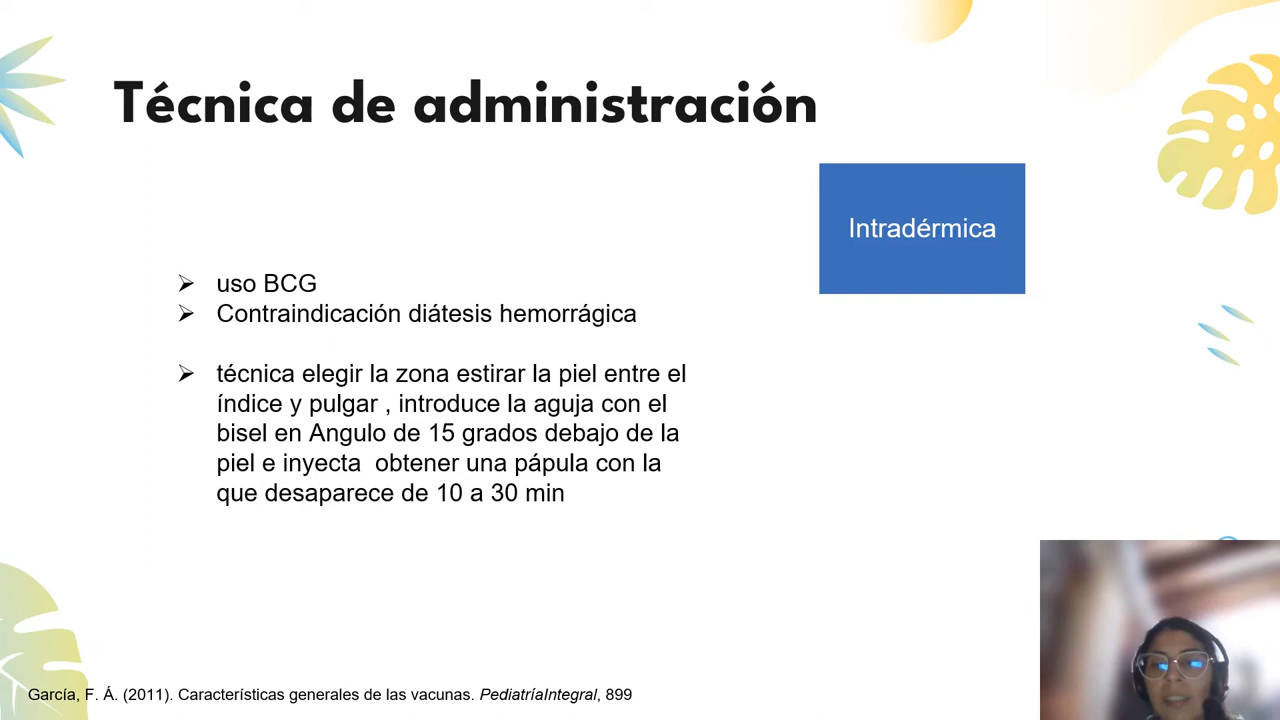 Técnica de administración
Intradérmica
uso BCG
Contraindicación diátesis hemorrágica
técnica elegir la zona estirar la piel entre el
índice y pulgar , introduce la aguja con el
bisel en Angulo de 15 grados debajo de la
piel e inyecta  obtener una pápula con la
que desaparece de 10 a 30 min
García, F. Á. (2011). Características generales de las vacunas. PediatríaIntegral, 899